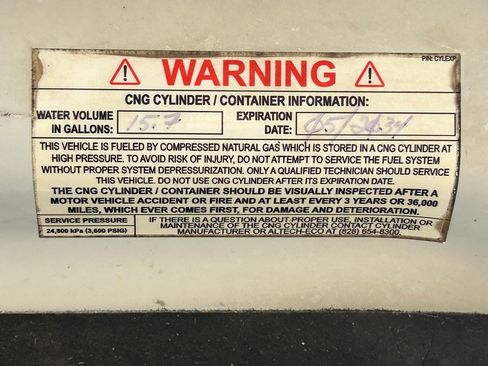 P/N: CYLEXP
WARNING
CNG CYLINDER / CONTAINER INFORMATION:
WATER VOLUME IN GALLONS: 15.7
EXPIRATION DATE:
THIS VEHICLE IS FUELED BY COMPRESSED NATURAL GAS WHICH IS STORED IN A CNG CYLINDER AT
HIGH PRESSURE. TO AVOID RISK OF INJURY, DO NOT ATTEMPT TO SERVICE THE FUEL SYSTEM
WITHOUT PROPER SYSTEM DEPRESSURIZATION. ONLY A QUALIFIED TECHNICIAN SHOULD SERVICE
THIS VEHICLE. DO NOT USE CNG CYLINDER AFTER ITS EXPIRATION DATE.
THE CNG CYLINDER / CONTAINER SHOULD BE VISUALLY INSPECTED AFTER A
MOTOR VEHICLE ACCIDENT OR FIRE AND AT LEAST EVERY 3 YEARS OR 36,000
MILES, WHICH EVER COMES FIRST, FOR DAMAGE AND DETERIORATION.
SERVICE PRESSURE
24,800 kPa (3,600 PSIG)
IF THERE IS A QUESTION ABOUT PROPER USE, INSTALLATION OR
MAINTENANCE OF THE CNG CYLINDER CONTACT CYLINDER
MANUFACTURER OR ALTECH-ECO AT (828) 654-8300.